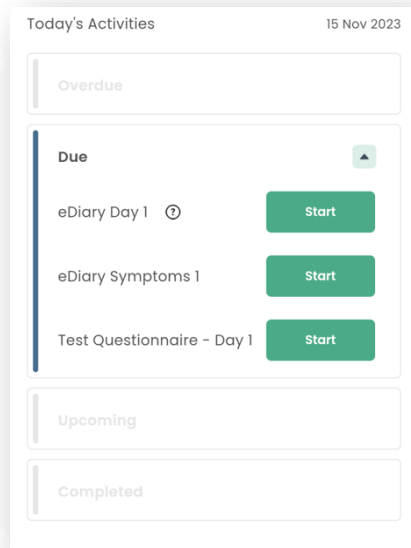 Today's Activities 15 Nov 2023
Overdue
Due
eDiary Day 1 ? Start
eDiary Symptoms 1 Start
Test Questionnaire - Day 1 Start
Upcoming
Completed